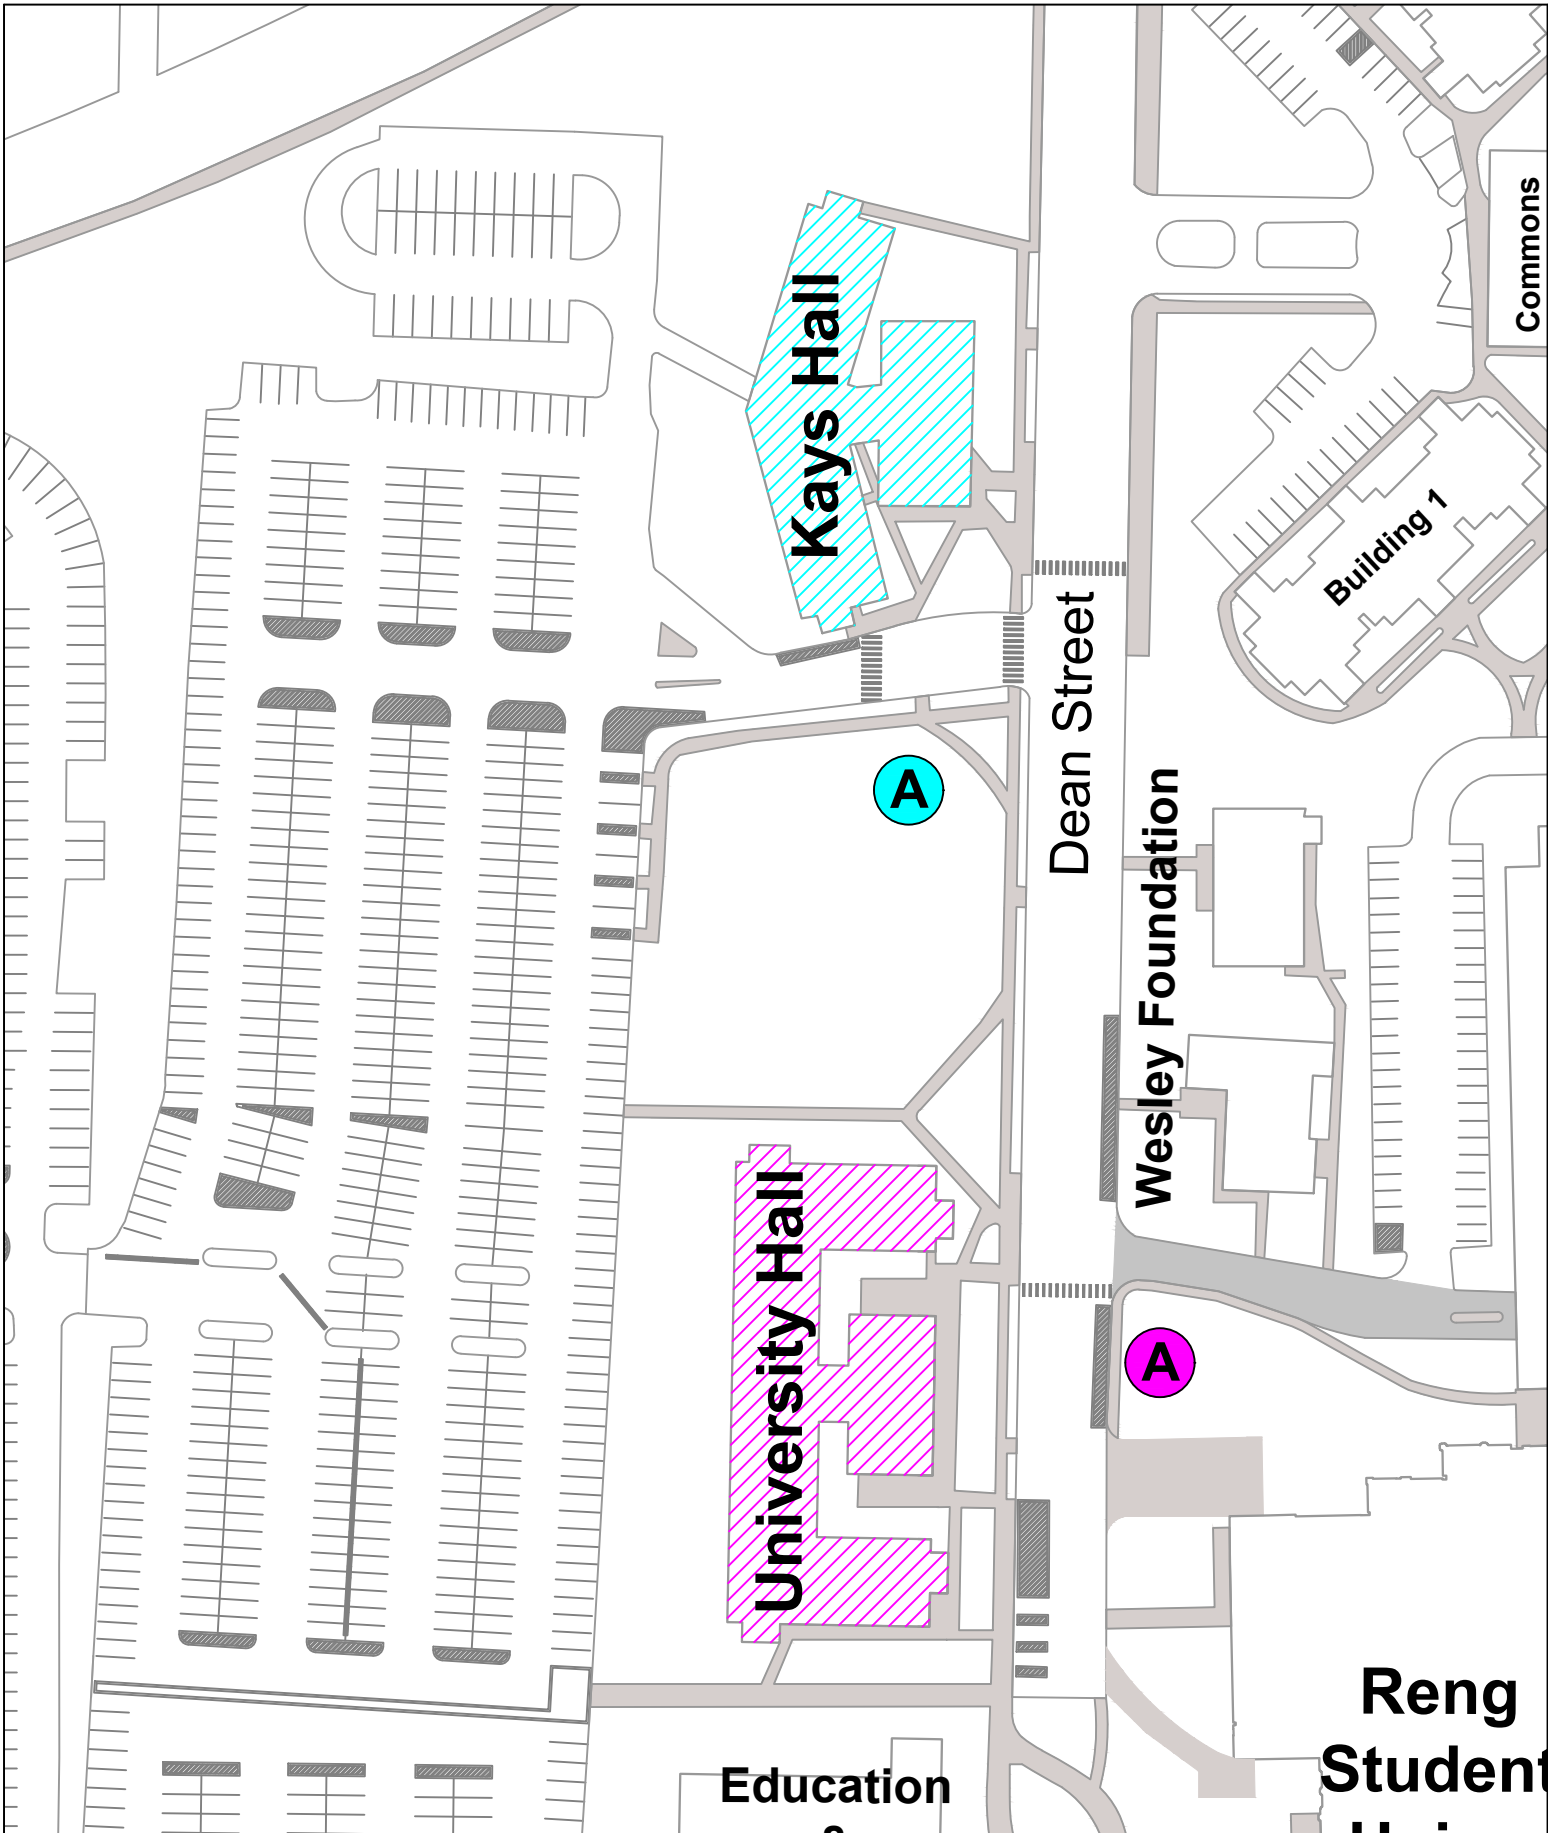 Commons
Kays Hall
Building 1
Dean Street
A
Wesley Foundation
University Hall
A
Reng
Student
Education